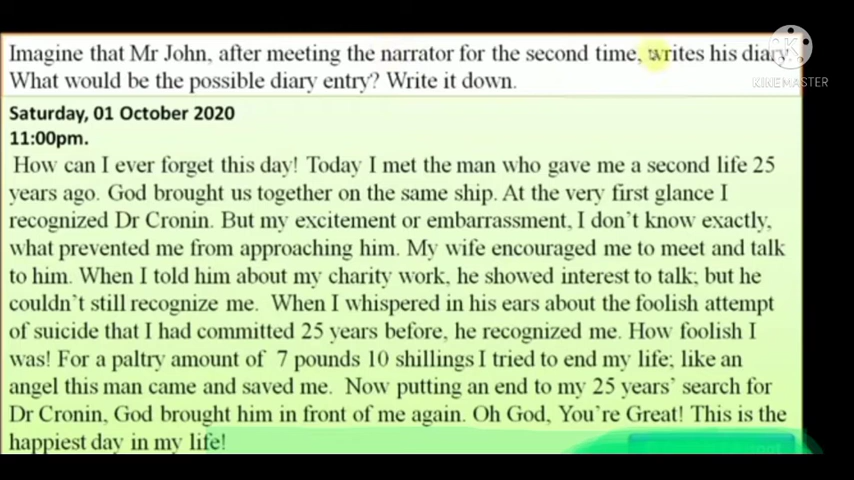 Imagine that Mr John, after meeting the narrator for the second time, writes his diary.
What would be the possible diary entry? Write it down.
KINEMASTER
Saturday, 01 October 2020
11:00pm.
How can I ever forget this day! Today I met the man who gave me a second life 25
years ago. God brought us together on the same ship. At the very first glance I
recognized Dr Cronin. But my excitement or embarrassment, I don't know exactly,
what prevented me from approaching him. My wife encouraged me to meet and talk
to him. When I told him about my charity work, he showed interest to talk; but he
couldn't still recognize me. When I whispered in his ears about the foolish attempt
of suicide that I had committed 25 years before, he recognized me. How foolish I
was! For a paltry amount of 7 pounds 10 shillings I tried to end my life; like an
angel this man came and saved me. Now putting an end to my 25 years' search for
Dr Cronin, God brought him in front of me again. Oh God, You're Great! This is the
happiest day in my life!